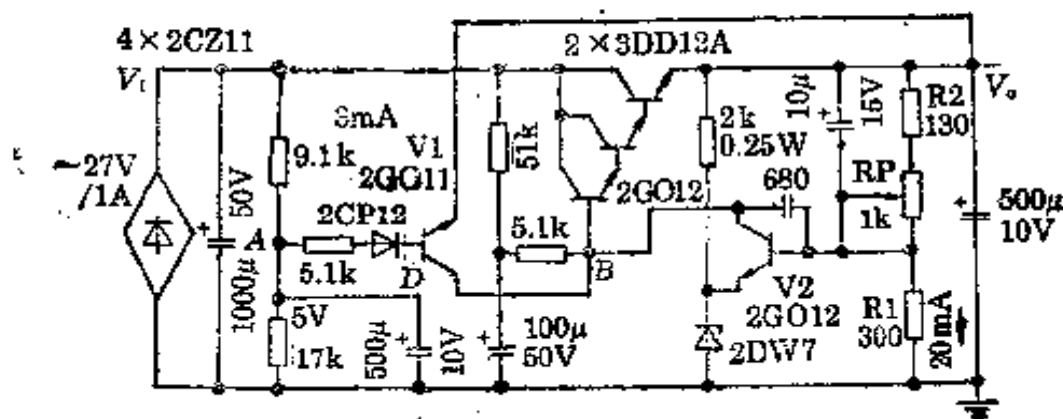 4×2CZ11
V₁
~27V
/1A
50V
1000μ
9.1k
A
5.1k
2CP12
5V
17k
500μ
10V
3mA
V1
2GG11
D
51k
5.1k
100μ
50V
2×3DD12A
2GO12
B
2k
0.25W
680
V2
2GO12
2DW7
10μ
15V
R2
130
RP
1k
R1
300
20mA
Vₒ
500μ
10V